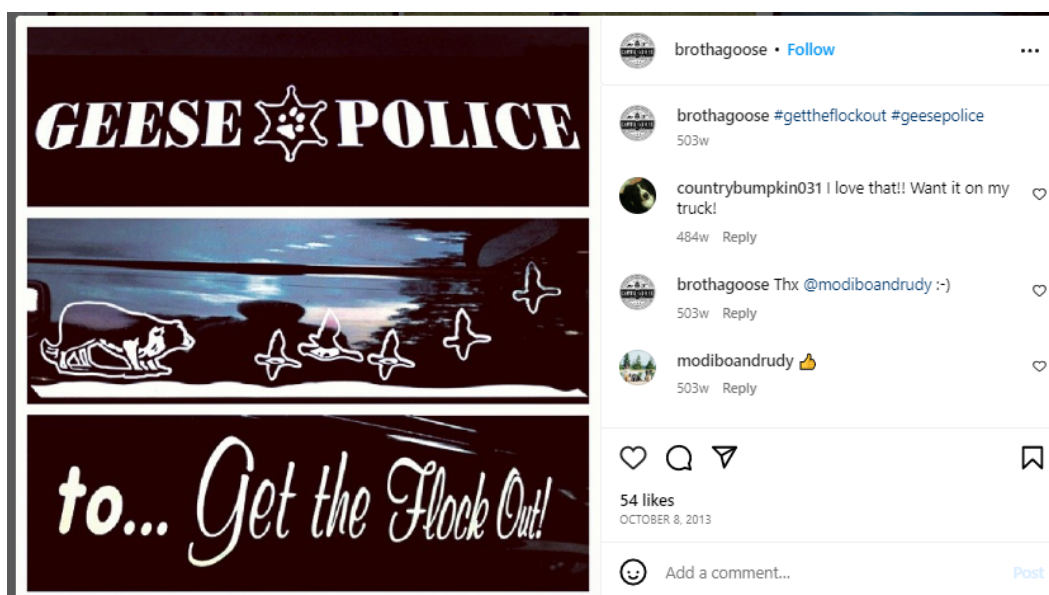 GEESE POLICE
to... Get the Flock Out!
brothagoose • Follow
brothagoose #gettheflockout #geesepolice
503w
countrybumpkin031 I love that!! Want it on my
truck!
484w Reply
brothagoose Thx @modiboandrudy :-)
503w Reply
modiboandrudy 👍
503w Reply
54 likes
OCTOBER 8, 2013
Add a comment...
Post